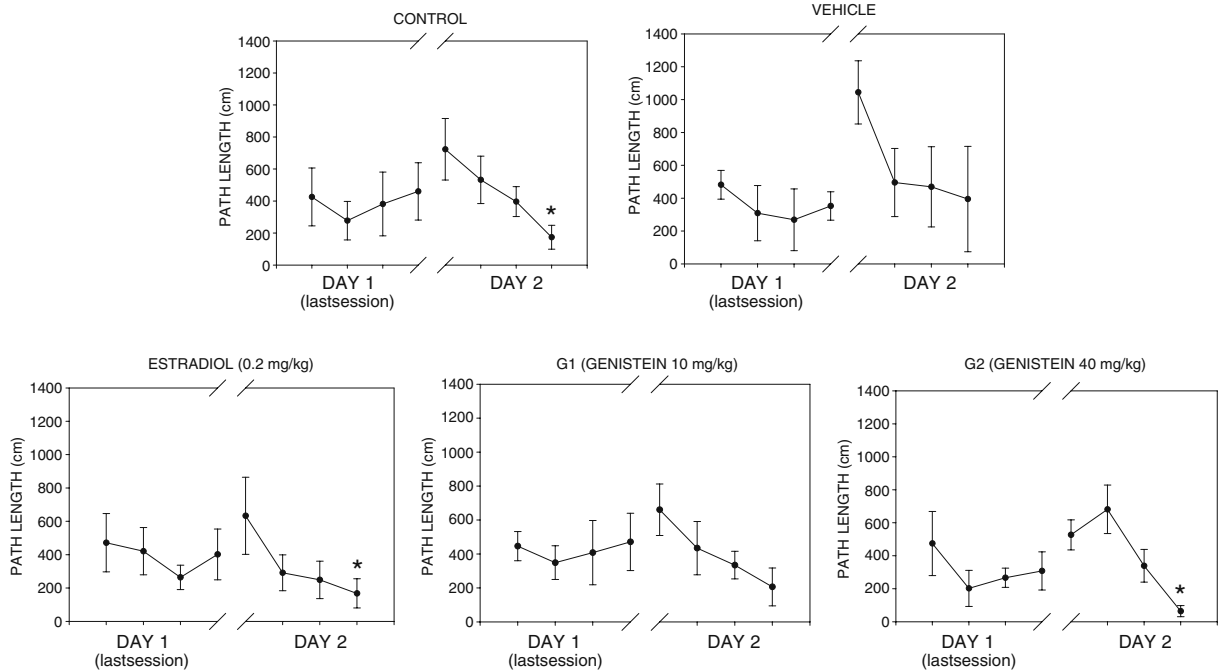 CONTROL
1400
1200
1000
800
600
400
200
0
PATH LENGTH (cm)
*
DAY 1
(lastsession)
DAY 2
VEHICLE
1400
1200
1000
800
600
400
200
0
PATH LENGTH (cm)
DAY 1
(lastsession)
DAY 2
ESTRADIOL (0.2 mg/kg)
1400
1200
1000
800
600
400
200
0
PATH LENGTH (cm)
*
DAY 1
(lastsession)
DAY 2
G1 (GENISTEIN 10 mg/kg)
1400
1200
1000
800
600
400
200
0
PATH LENGTH (cm)
DAY 1
(lastsession)
DAY 2
G2 (GENISTEIN 40 mg/kg)
1400
1200
1000
800
600
400
200
0
PATH LENGTH (cm)
*
DAY 1
(lastsession)
DAY 2